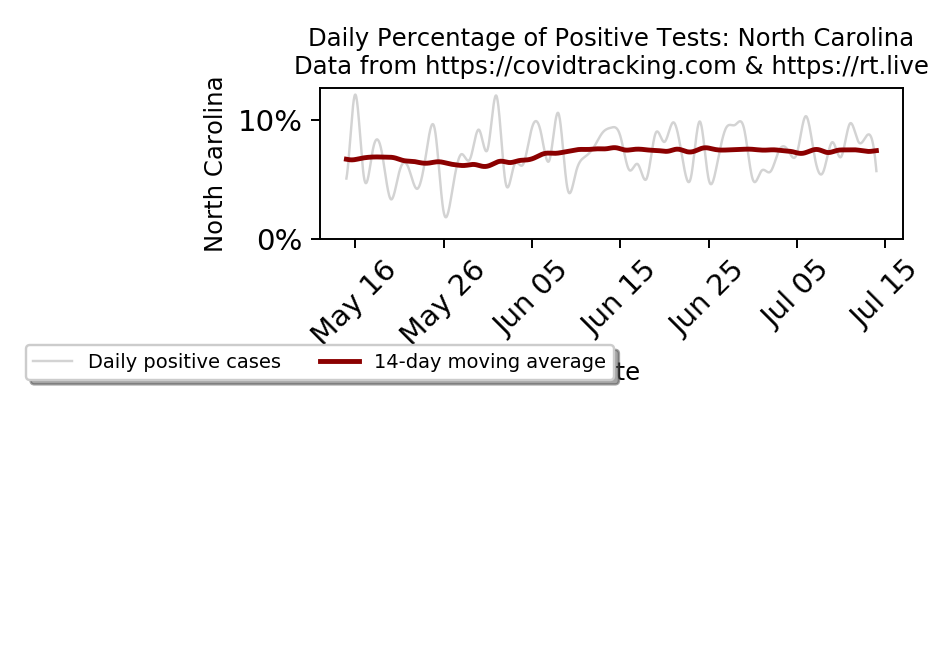 Daily Percentage of Positive Tests: North Carolina
Data from https://covidtracking.com & https://rt.live
North Carolina
10%
0%
May 16
May 26
Jun 05
Jun 15
Jun 25
Jul 05
Jul 15
Daily positive cases
14-day moving average
te